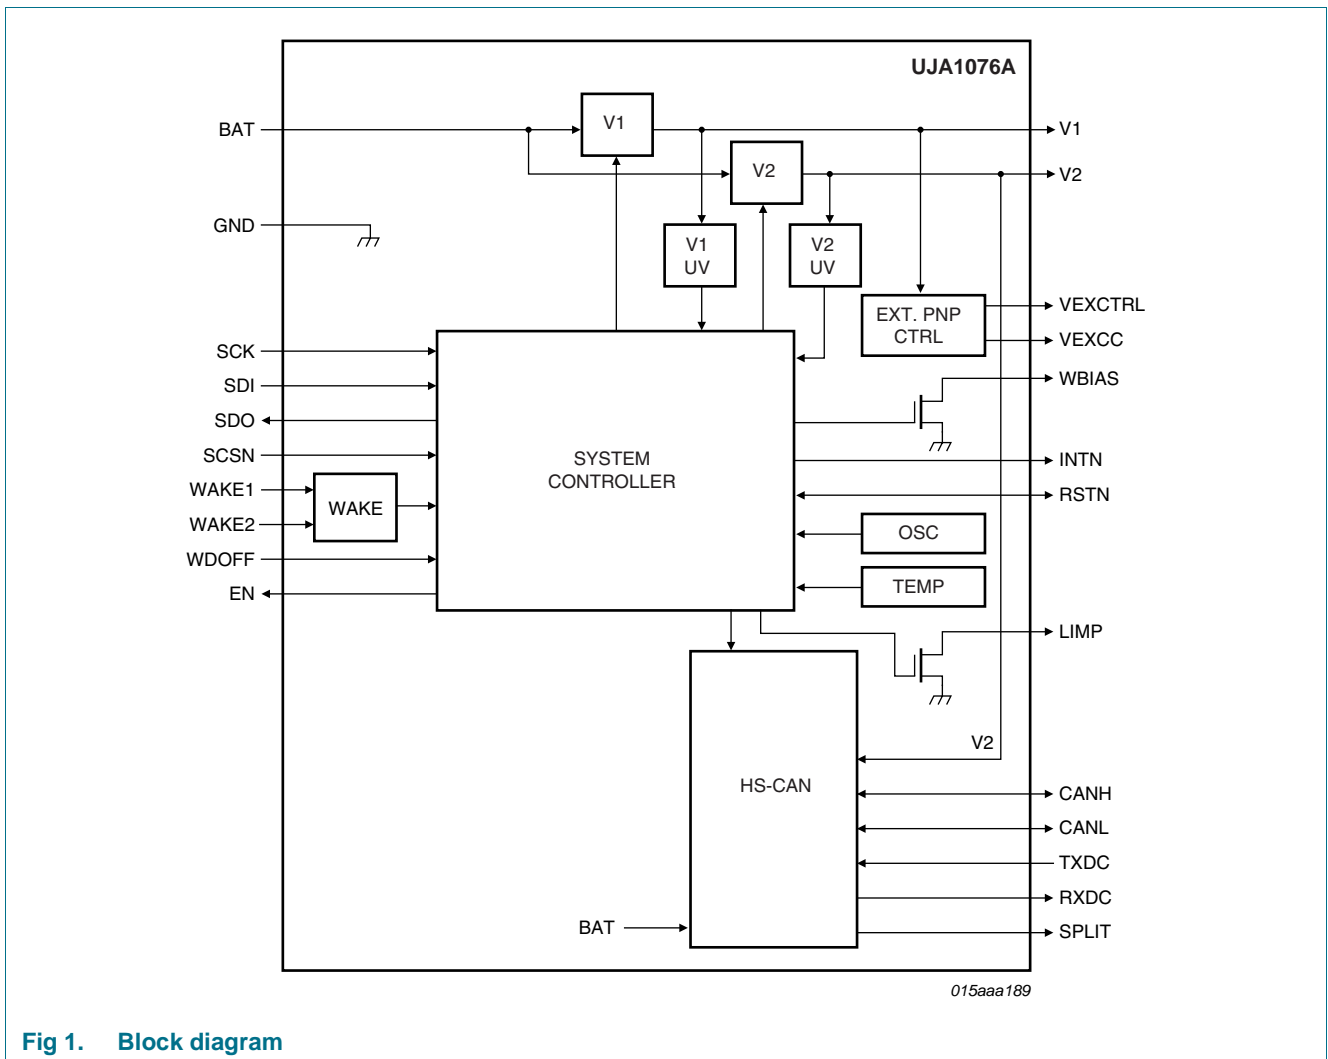 UJA1076A
BAT
V1
V1
V2
V2
GND
V1
UV
V2
UV
EXT. PNP
CTRL
VEXCTRL
VEXCC
SCK
SDI
SDO
SCSN
WAKE1
WAKE2
WDOFF
EN
WAKE
SYSTEM
CONTROLLER
WBIAS
INTN
RSTN
OSC
TEMP
LIMP
V2
HS-CAN
BAT
CANH
CANL
TXDC
RXDC
SPLIT
015aaa189
Fig 1. Block diagram